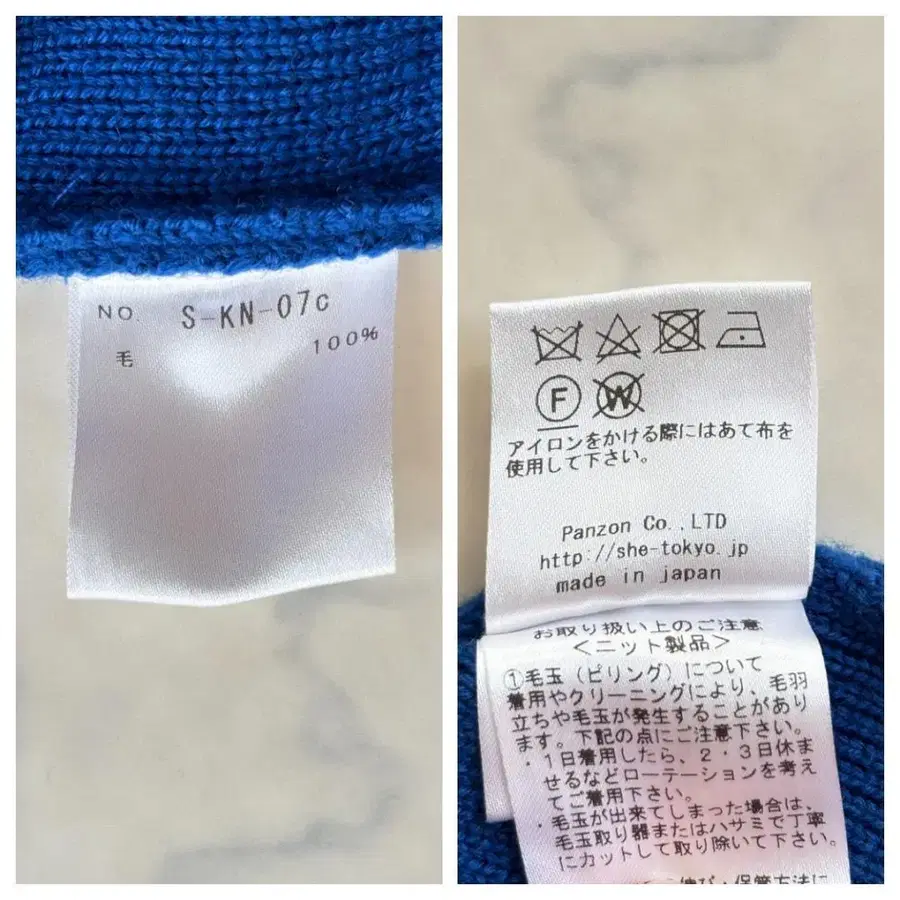 NO. S-KN-07c
毛 100%
F W
アイロンをかける際にはあて布を
使用して下さい。
Panzon Co.,LTD
http://she-tokyo.jp
made in japan
お取り扱い上のご注意
＜ニット製品＞
①毛玉（ピリング）について
着用やクリーニングにより、毛羽
立ちや毛玉が発生することがあり
ます。下記の点にご注意下さい。
・1日着用したら、2・3日休ま
せるなどローテーションを考え
てご着用下さい。
・毛玉が出来てしまった場合は、
毛玉取り器またはハサミで丁寧
にカットして取り除いて下さい。
保管方法に